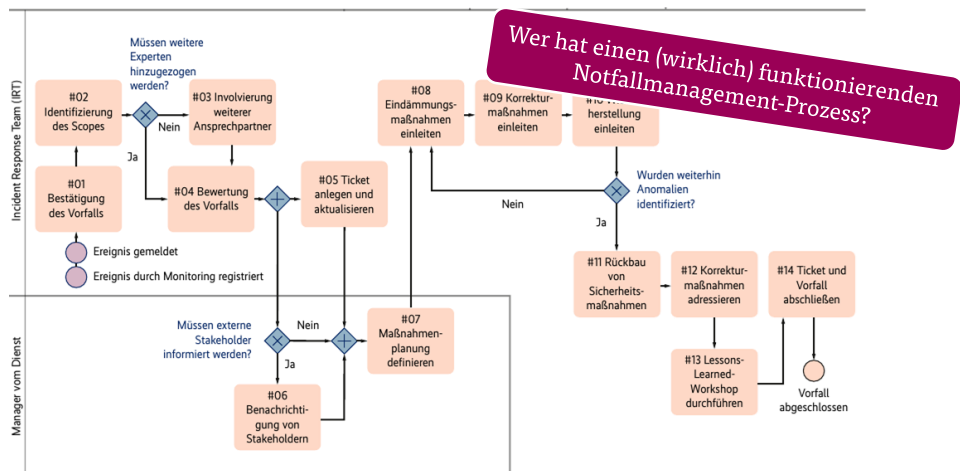 Incident Response Team (IRT)
Müssen weitere
Experten
hinzugezogen
werden?
#02
Identifizierung
des Scopes
Nein
#03 Involvierung
weiterer
Ansprechpartner
Ja
#01
Bestätigung
des Vorfalls
#04 Bewertung
des Vorfalls
#05 Ticket
anlegen und
aktualisieren
Ereignis gemeldet
Ereignis durch Monitoring registriert
Wer hat einen (wirklich) funktionierenden
Notfallmanagement-Prozess?
#08
Eindämmungs-
maßnahmen
einleiten
#09 Korrektur-
maßnahmen
einleiten
herstellung
einleiten
Wurden weiterhin
Anomalien
identifiziert?
Nein
Ja
#11 Rückbau
von
Sicherheits-
maßnahmen
#12 Korrektur-
maßnahmen
adressieren
#14 Ticket und
Vorfall
abschließen
#13 Lessons-
Learned-
Workshop
durchführen
Vorfall
abgeschlossen
Manager vom Dienst
Müssen externe
Stakeholder
informiert werden?
Nein
Ja
#07
Maßnahmen-
planung
definieren
#06
Benachrichti-
gung von
Stakeholdern